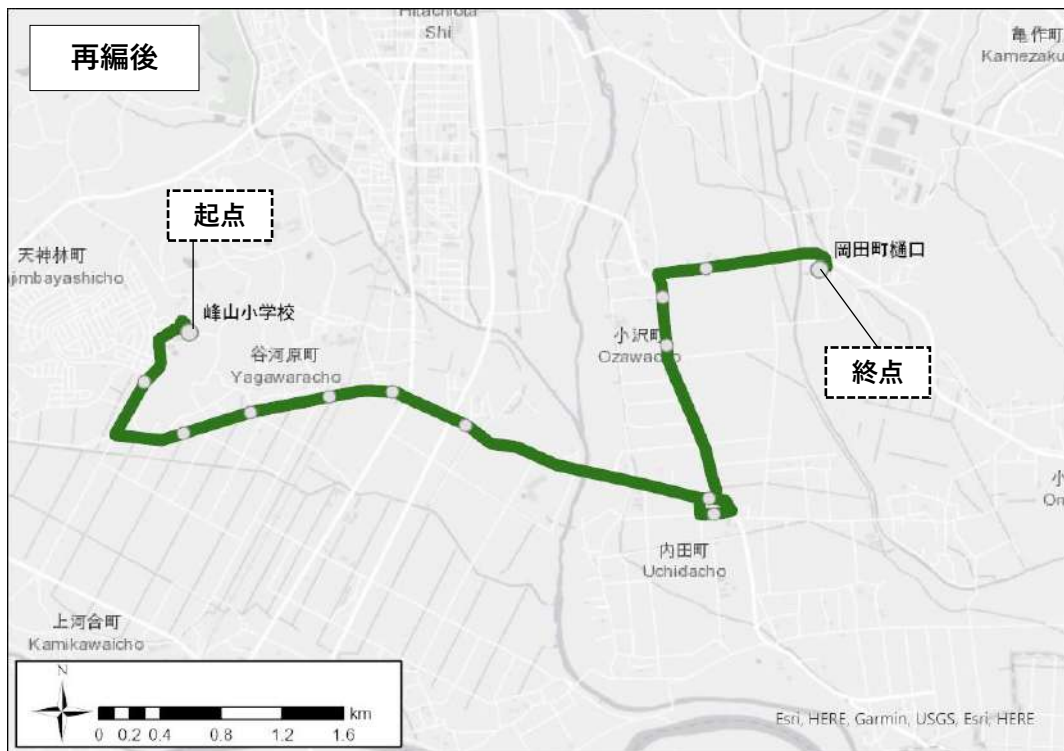 再編後
Hitachiota
Shi
亀作町
Kamezaku
起点
天神林町
jimbayashicho
峰山小学校
谷河原町
Yagawaracho
岡田町樋口
小沢町
Ozawacho
終点
内田町
Uchidacho
上河合町
Kamikawaicho
N
km
0 0.2 0.4 0.8 1.2 1.6
Esri, HERE, Garmin, USGS, Esri, HERE